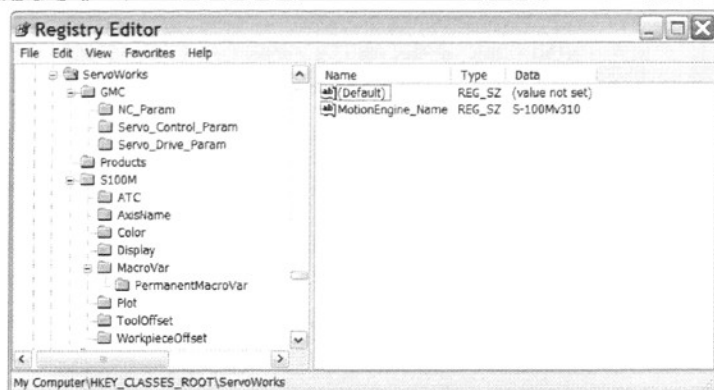 Registry Editor
File Edit View Favorites Help
ServoWorks
GMC
NC_Param
Servo_Control_Param
Servo_Drive_Param
Products
S100M
ATC
AxisName
Color
Display
MacroVar
PermanentMacroVar
Plot
ToolOffset
WorkpieceOffset
Name Type Data
(Default) REG_SZ (value not set)
MotionEngine_Name REG_SZ S-100Mv310
My Computer\HKEY_CLASSES_ROOT\ServoWorks